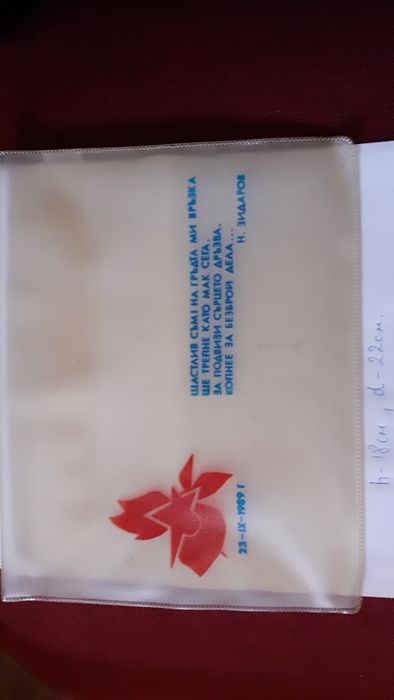 ЩАСТЛИВ СЪМ! НА ГРЪДТА МИ ВРЪЗКА
ЩЕ ТРЕПНЕ КАТО МАК СЕГА.
ЗА ПОДВИЗИ СЪРЦЕТО ДРЪЗВА.
КОПНЕЕ ЗА БЕЗБРОЙ ДЕЛА...
Н. ЗИДАРОВ
23-IX-1989 г
h-18см, d-22см.